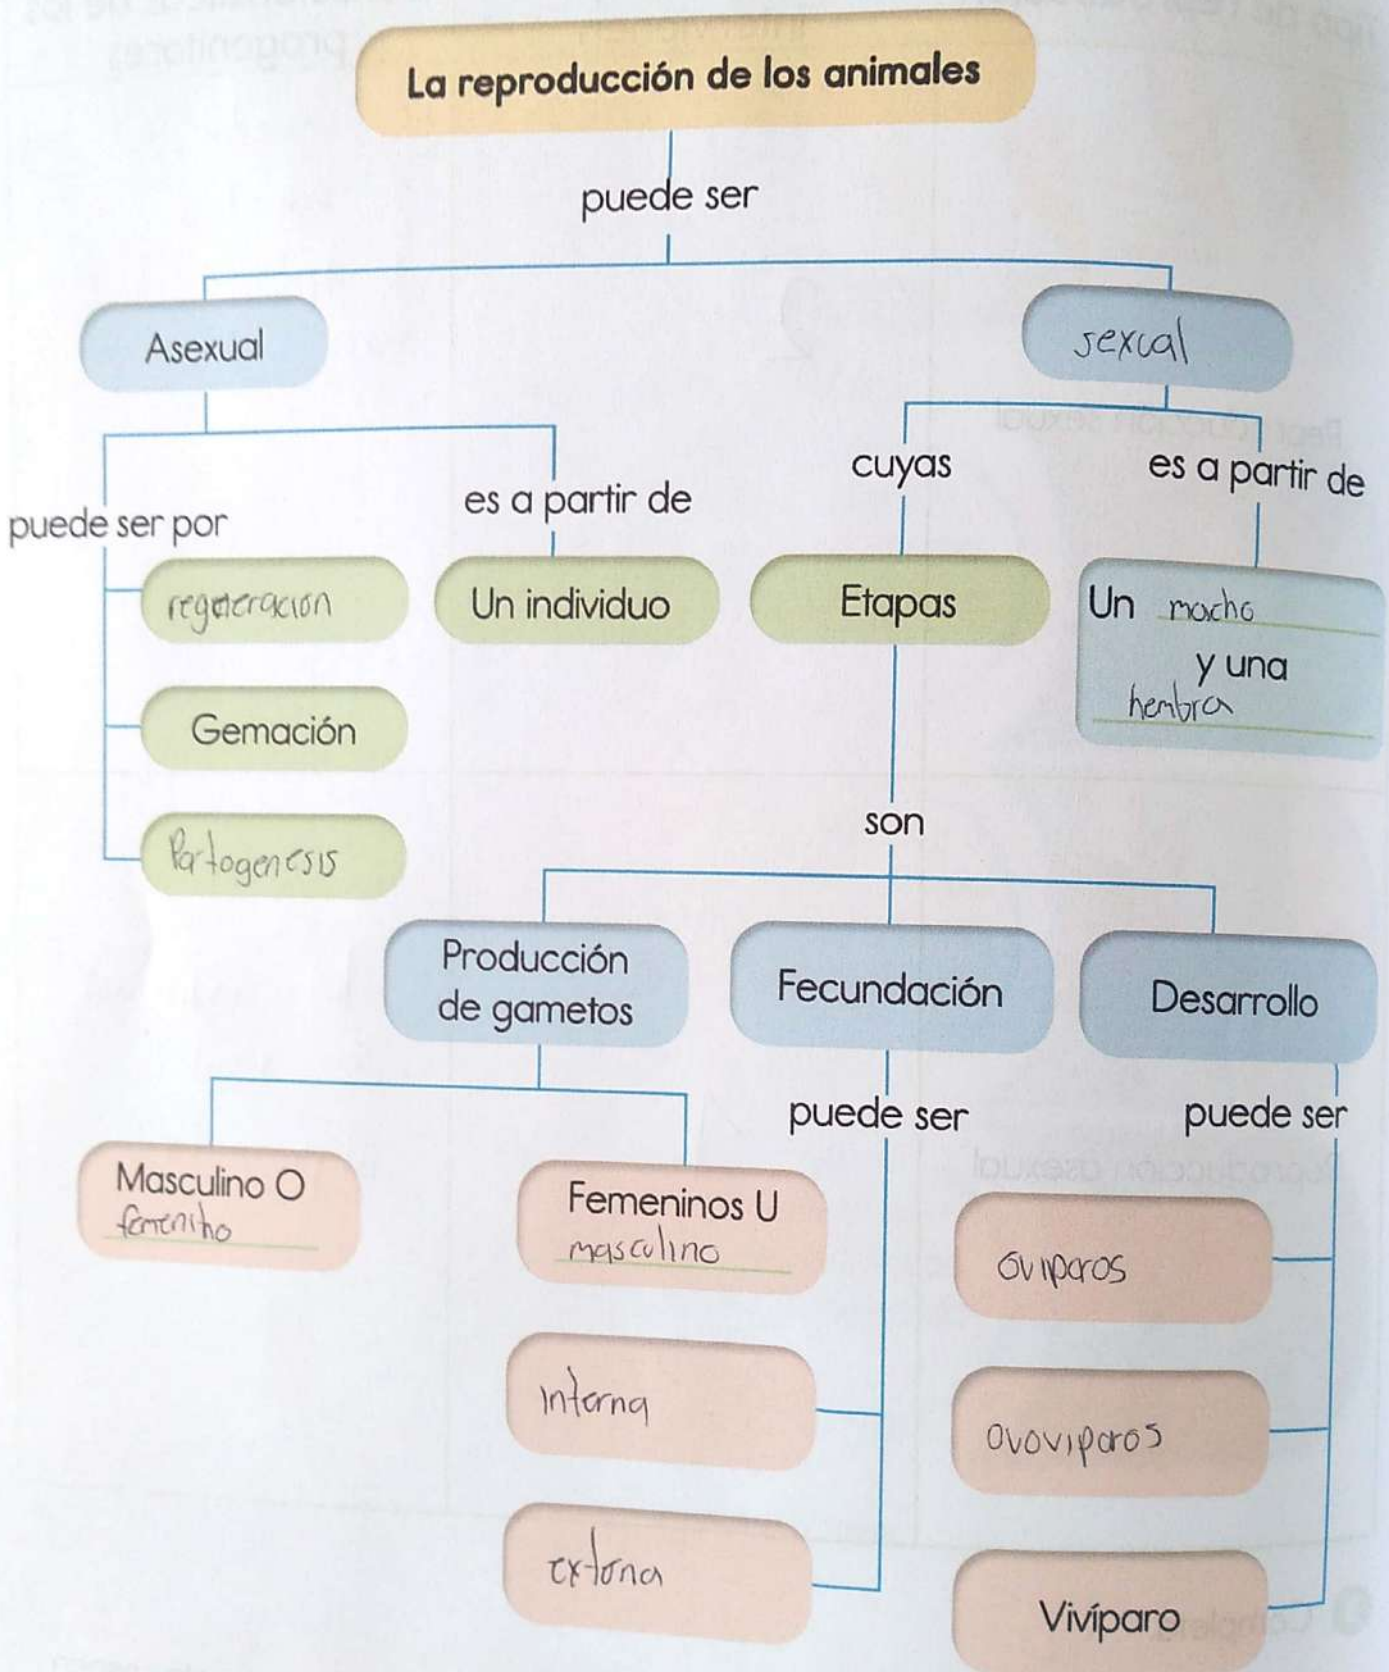 La reproducción de los animales
puede ser
Asexual
sexual
puede ser por
es a partir de
cuyas
es a partir de
regeneración
Un individuo
Etapas
Un macho
y una
hembra
Gemación
Partogenesis
son
Producción
de gametos
Fecundación
Desarrollo
puede ser
puede ser
Masculino O
femenino
Femeninos U
masculino
oviparos
interna
ovoviparos
externa
Vivíparo